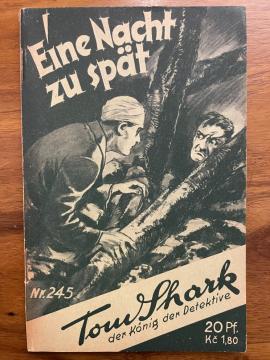 Eine Nacht
zu spät
Nr. 245
Tom Shark
der König der Detektive
20 Pf.
Kč 1,80